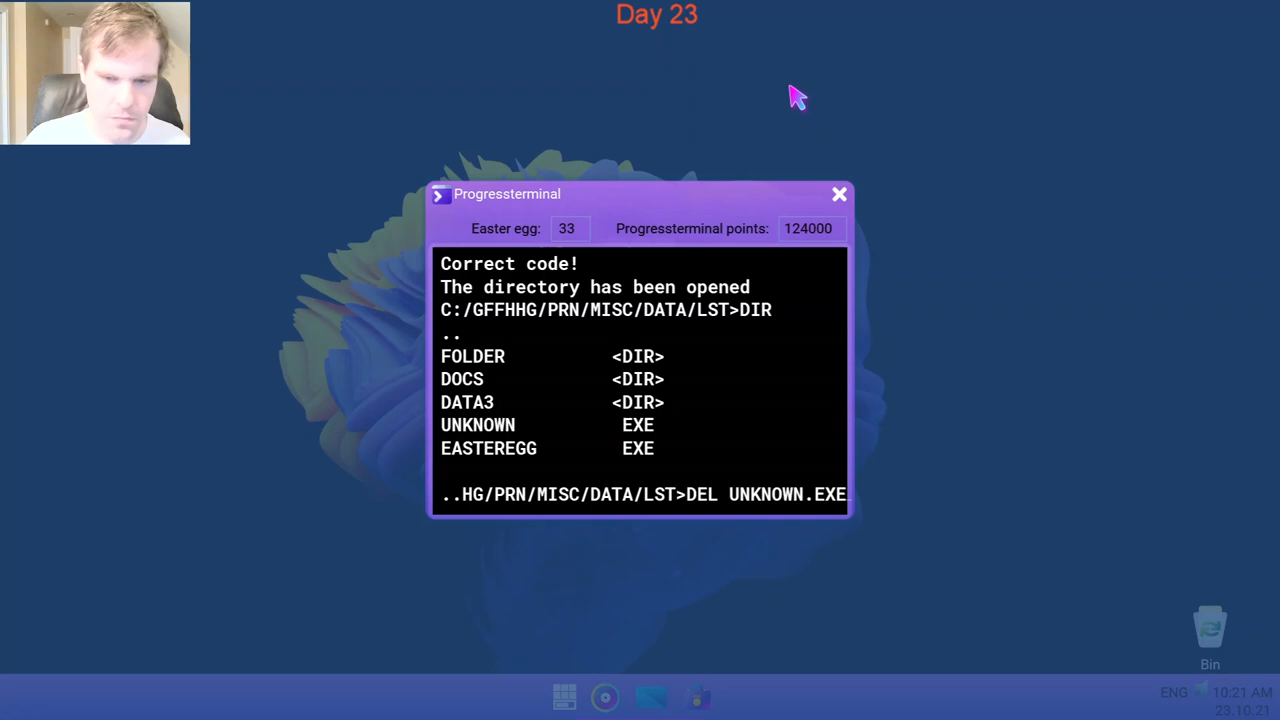 Day 23
Progressterminal
Easter egg: 33 Progressterminal points: 124000
Correct code!
The directory has been opened
C:/GFFHHG/PRN/MISC/DATA/LST>DIR
..
FOLDER <DIR>
DOCS <DIR>
DATA3 <DIR>
UNKNOWN EXE
EASTEREGG EXE
..HG/PRN/MISC/DATA/LST>DEL UNKNOWN.EXE
Bin
ENG 10:21 AM
23.10.21